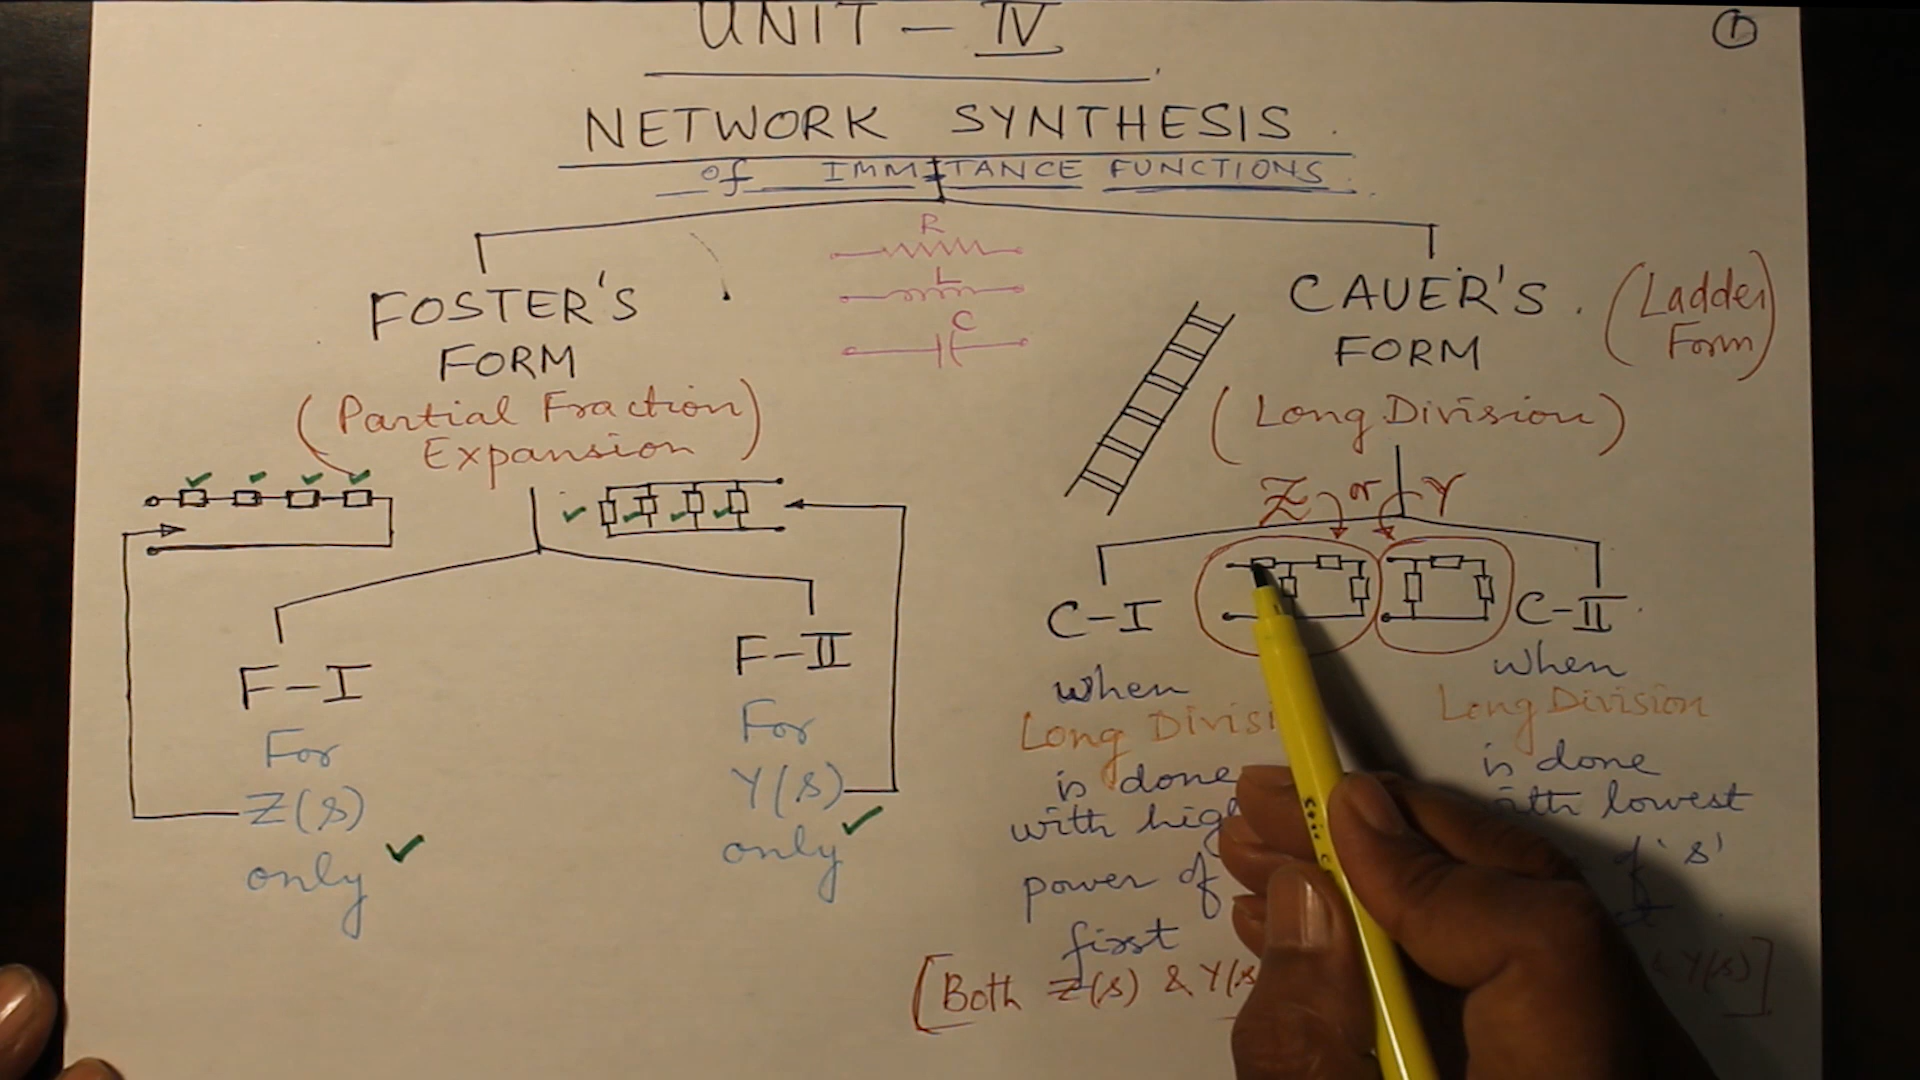 UNIT - IV
1
NETWORK SYNTHESIS
of IMMITANCE FUNCTIONS
R
L
C
FOSTER'S
FORM
(Partial Fraction
Expansion)
F-I
For
Z(s)
only
F-II
For
Y(s)
only
CAUER'S
FORM
(Ladder
Form)
(Long Division)
Z or Y
C-I
when
Long Divisi
is done
with hig
power of
first
[Both Z(s) & Y(s
C-II
when
Long Division
is done
lowest
of 's'
& Y(s)]